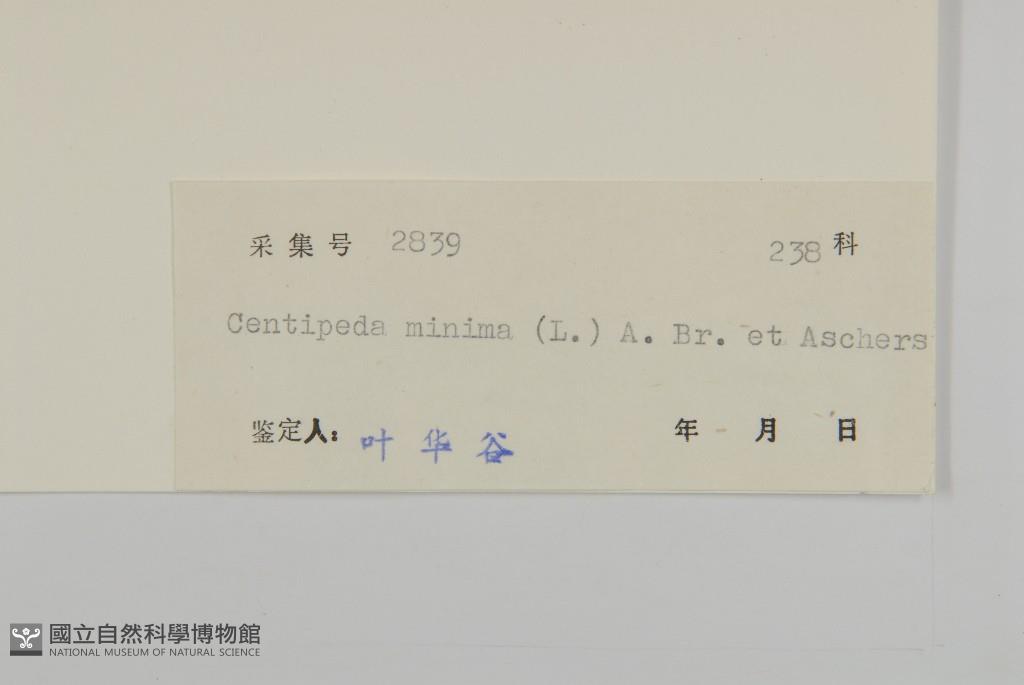 采集号 2839 238 科
Centipeda minima (L.) A. Br. et Aschers
鉴定人: 叶华谷 年 月 日
國立自然科學博物館
NATIONAL MUSEUM OF NATURAL SCIENCE